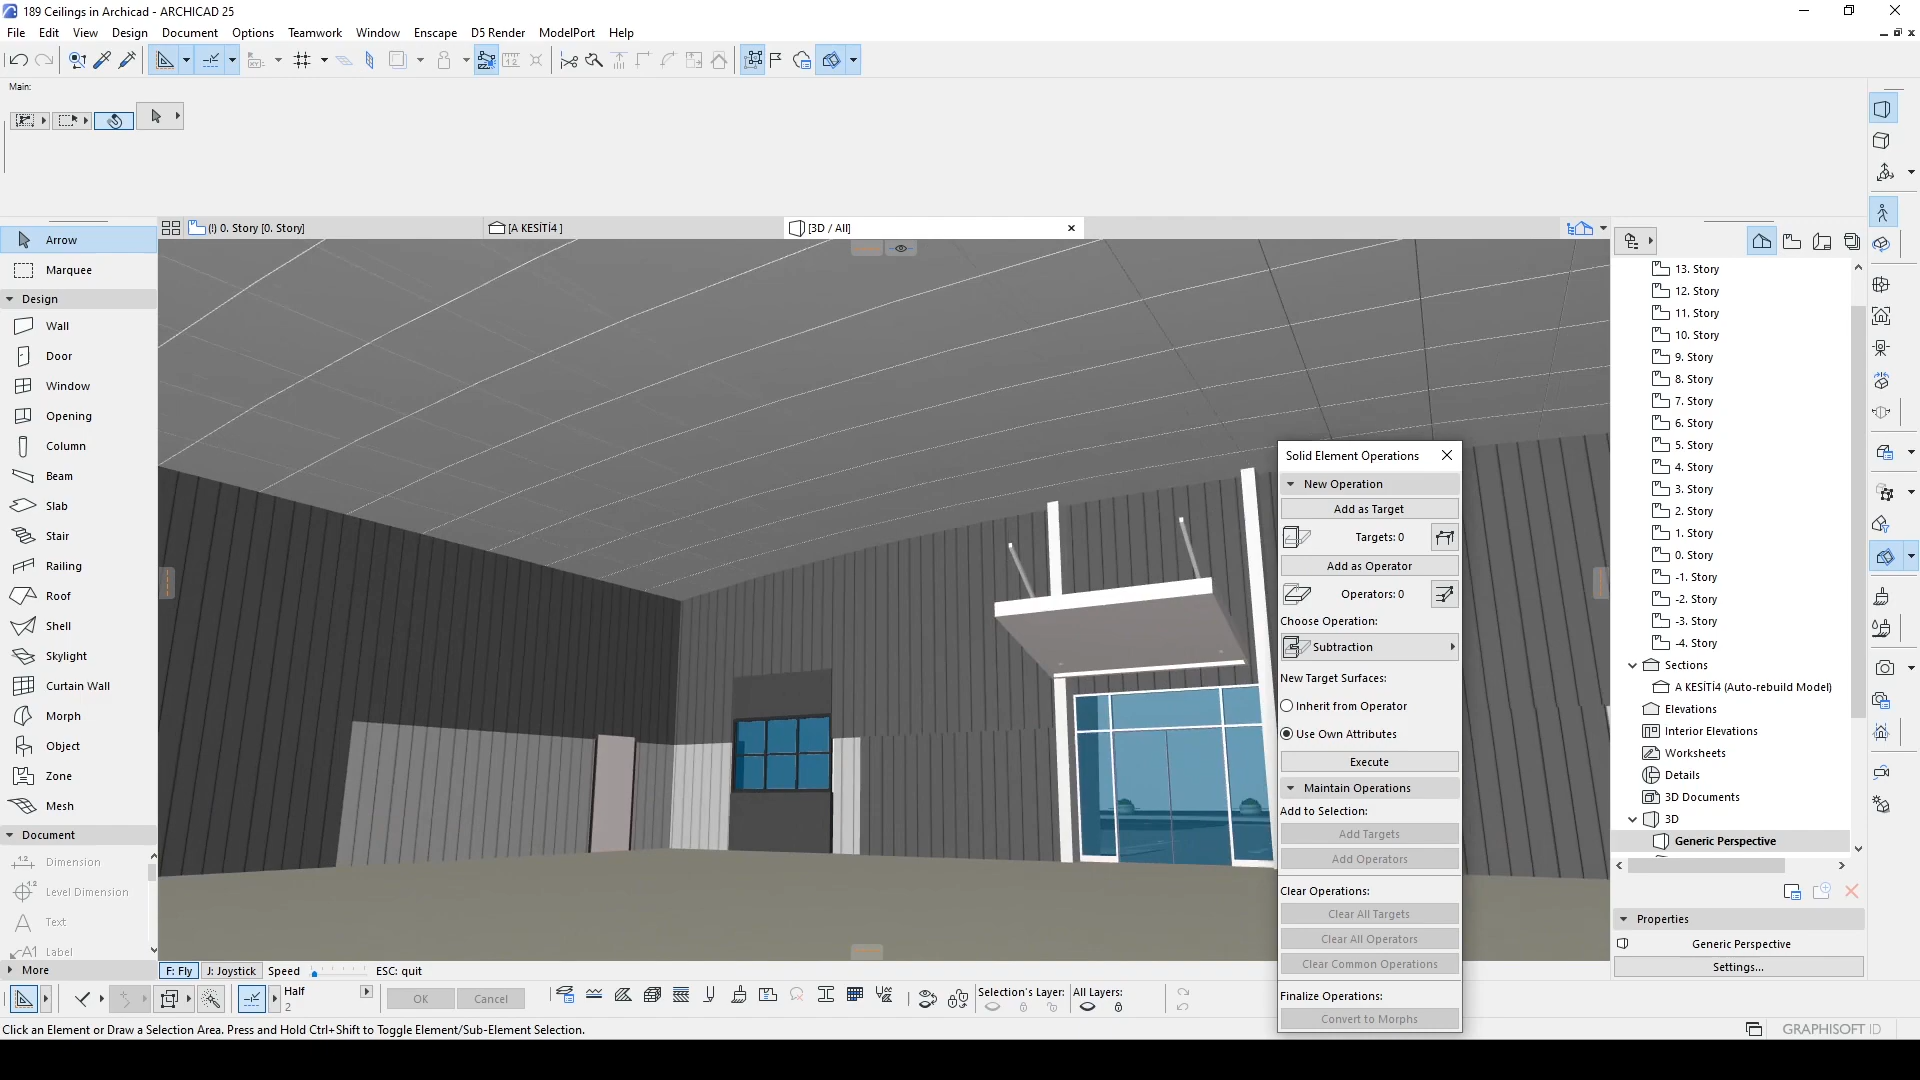 189 Ceilings in Archicad - ARCHICAD 25
File Edit View Design Document Options Teamwork Window Enscape D5 Render ModelPort Help
Main:
(!) 0. Story [0. Story]
[A KESİTİ4 ]
[3D / All]
Arrow
Marquee
Design
Wall
Door
Window
Opening
Column
Beam
Slab
Stair
Railing
Roof
Shell
Skylight
Curtain Wall
Morph
Object
Zone
Mesh
Document
Dimension
Level Dimension
Text
Label
More
Solid Element Operations
New Operation
Add as Target
Targets: 0
Add as Operator
Operators: 0
Choose Operation:
Subtraction
New Target Surfaces:
Inherit from Operator
Use Own Attributes
Execute
Maintain Operations
Add to Selection:
Add Targets
Add Operators
Clear Operations:
Clear All Targets
Clear All Operators
Clear Common Operations
Finalize Operations:
Convert to Morphs
13. Story
12. Story
11. Story
10. Story
9. Story
8. Story
7. Story
6. Story
5. Story
4. Story
3. Story
2. Story
1. Story
0. Story
-1. Story
-2. Story
-3. Story
-4. Story
Sections
A KESİTİ4 (Auto-rebuild Model)
Elevations
Interior Elevations
Worksheets
Details
3D Documents
3D
Generic Perspective
Properties
Generic Perspective
Settings...
F: Fly J: Joystick Speed ESC: quit
Half
2
OK Cancel
Selection's Layer: All Layers:
Click an Element or Draw a Selection Area. Press and Hold Ctrl+Shift to Toggle Element/Sub-Element Selection.
GRAPHISOFT ID